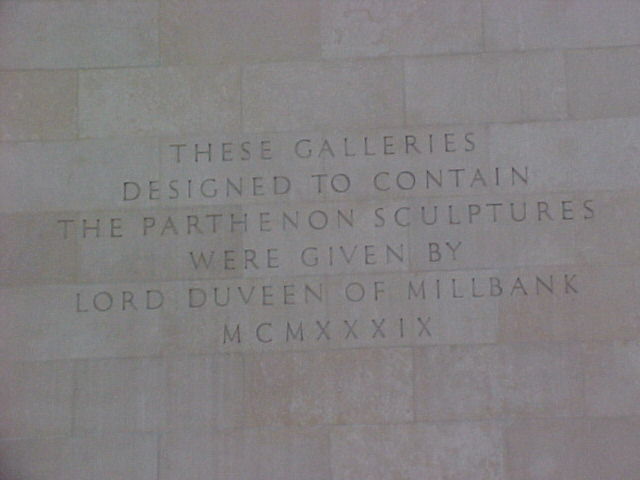 THESE GALLERIES
DESIGNED TO CONTAIN
THE PARTHENON SCULPTURES
WERE GIVEN BY
LORD DUVEEN OF MILLBANK
MCMXXXIX